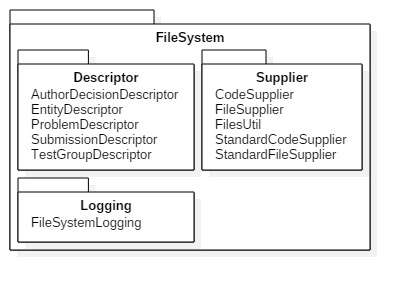 FileSystem
Descriptor
AuthorDecisionDescriptor
EntityDescriptor
ProblemDescriptor
SubmissionDescriptor
TestGroupDescriptor
Supplier
CodeSupplier
FileSupplier
FilesUtil
StandardCodeSupplier
StandardFileSupplier
Logging
FileSystemLogging